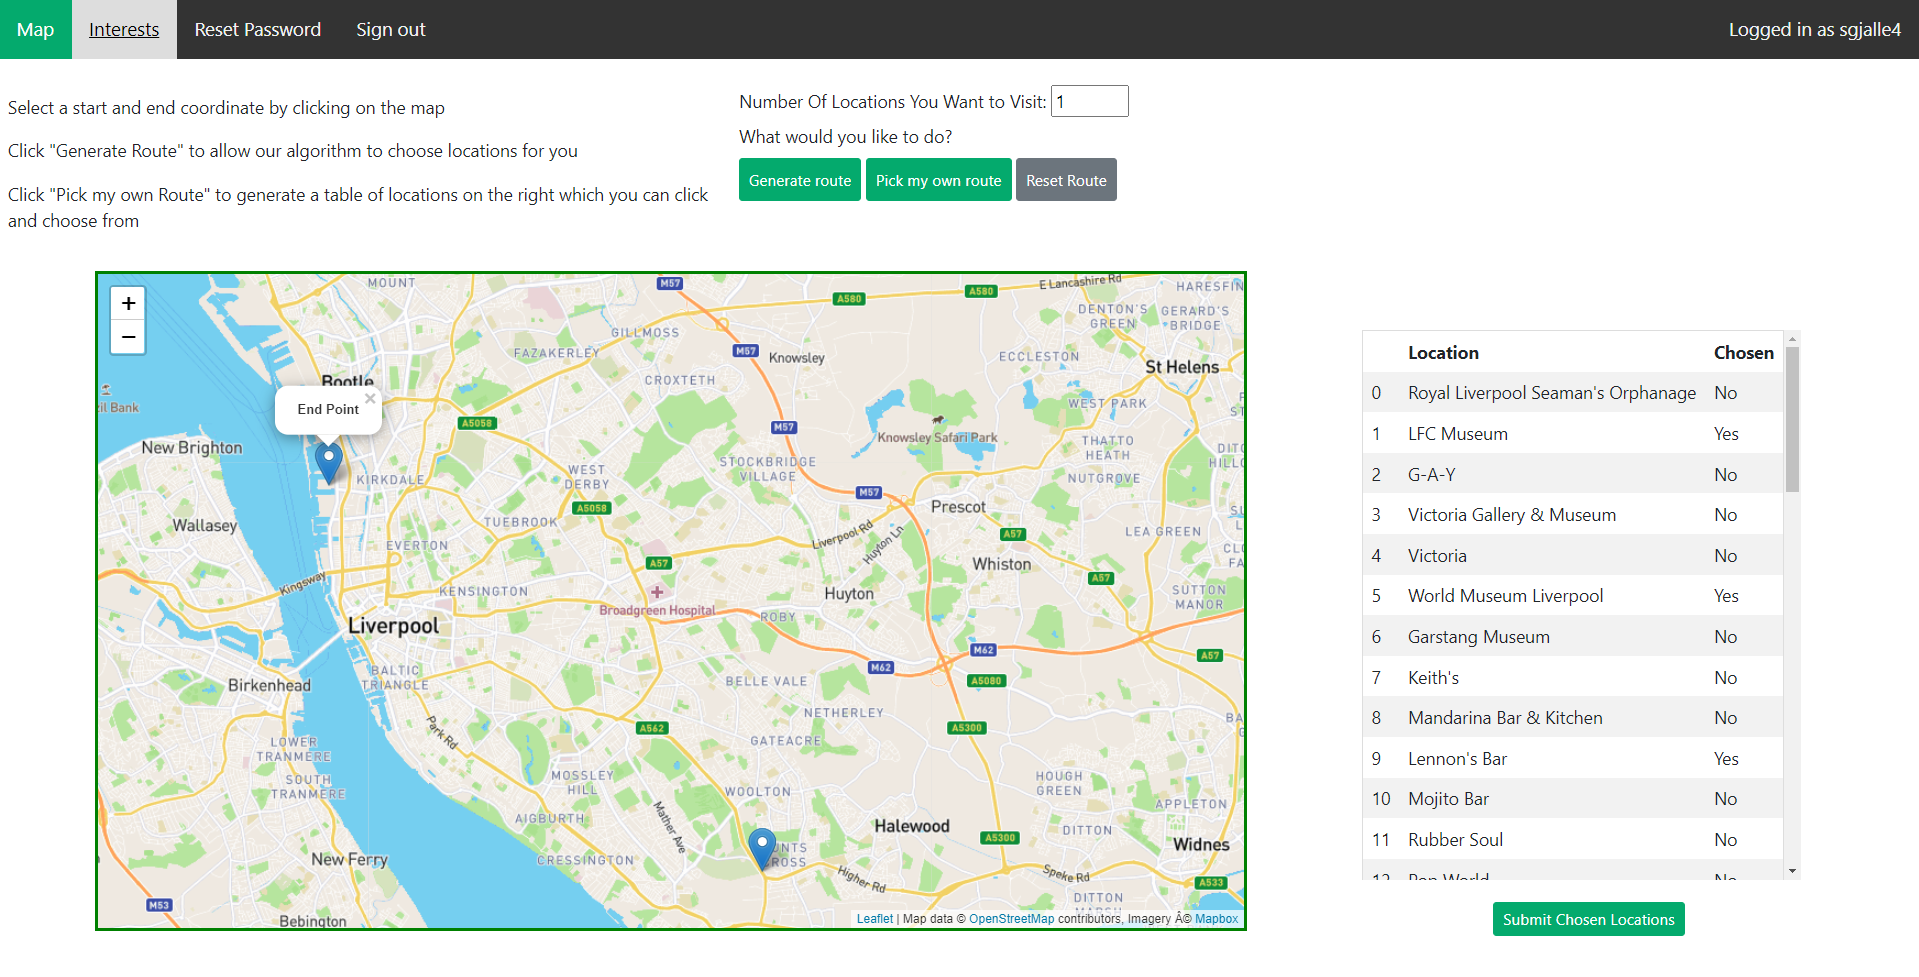 Map Interests Reset Password Sign out Logged in as sgjalle4
Select a start and end coordinate by clicking on the map
Click "Generate Route" to allow our algorithm to choose locations for you
Click "Pick my own Route" to generate a table of locations on the right which you can click
and choose from
Number Of Locations You Want to Visit: 1
What would you like to do?
Generate route Pick my own route Reset Route
+
−
MOUNT
M57
A580
A580
E Lancashire Rd
HARESFIN
DENTON'S
GREEN
GERARD'S
BRIDGE
GILLMOSS
FAZAKERLEY
M57
Knowsley
ECCLESTON
St Helens
CROXTETH
Bootle
End Point
×
WEST PARK
A5058
M57
Knowsley Safari Park
THATTO
HEATH
New Brighton
WEST
DERBY
STOCKBRIDGE
VILLAGE
KIRKDALE
NUTGROVE
M57
A5058
Prescot
Wallasey
TUEBROOK
Liverpool Rd
Huyton Ln
A57
LEA GREEN
EVERTON
A57
Whiston
A57
Kingsway
KENSINGTON
Broadgreen Hospital
Huyton
SUTTON
MANOR
ROBY
Liverpool
M62
M62
A57
BALTIC
TRIANGLE
Birkenhead
BELLE VALE
A5080
NETHERLEY
Park Rd
A562
A5300
GATEACRE
LOWER
TRANMERE
SOUTH
TRANMERE
MOSSLEY
HILL
WOOLTON
HOUGH
GREEN
APPLETON
AIGBURTH
Mather Ave
Halewood
DITTON
A5300
Widnes
New Ferry
CRESSINGTON
Higher Rd
Speke Rd
A533
DITTON
M53
Bebington
Leaflet | Map data © OpenStreetMap contributors, Imagery Â© Mapbox
Location Chosen
0 Royal Liverpool Seaman's Orphanage No
1 LFC Museum Yes
2 G-A-Y No
3 Victoria Gallery & Museum No
4 Victoria No
5 World Museum Liverpool Yes
6 Garstang Museum No
7 Keith's No
8 Mandarina Bar & Kitchen No
9 Lennon's Bar Yes
10 Mojito Bar No
11 Rubber Soul No
12 Pop World No
Submit Chosen Locations